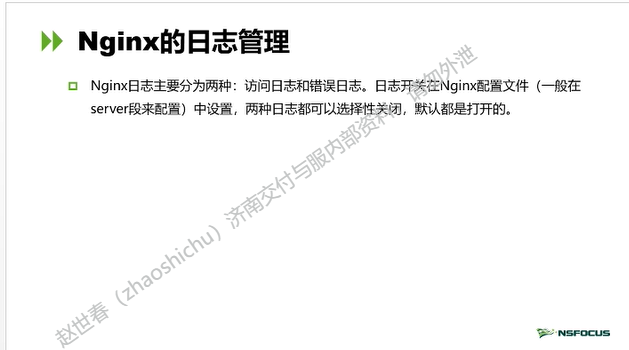 Nginx的日志管理
Nginx日志主要分为两种：访问日志和错误日志。日志开关在Nginx配置文件（一般在
server段来配置）中设置，两种日志都可以选择性关闭，默认都是打开的。
赵世春（zhaoshichu）济南交付与服内部资料，请勿外泄
NSFOCUS